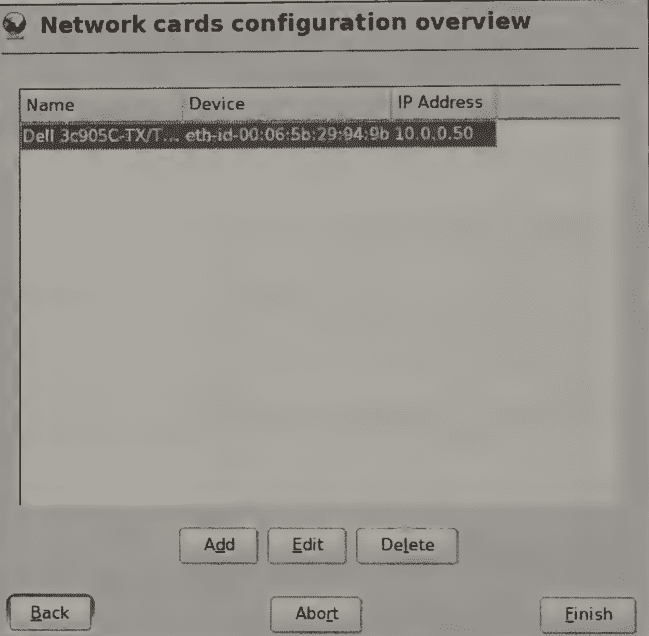 Network cards configuration overview
Name Device IP Address
Dell 3c905C-TX/T... eth-id-00:06:5b:29:94:9b 10.0.0.50
Add Edit Delete
Back Abort Finish